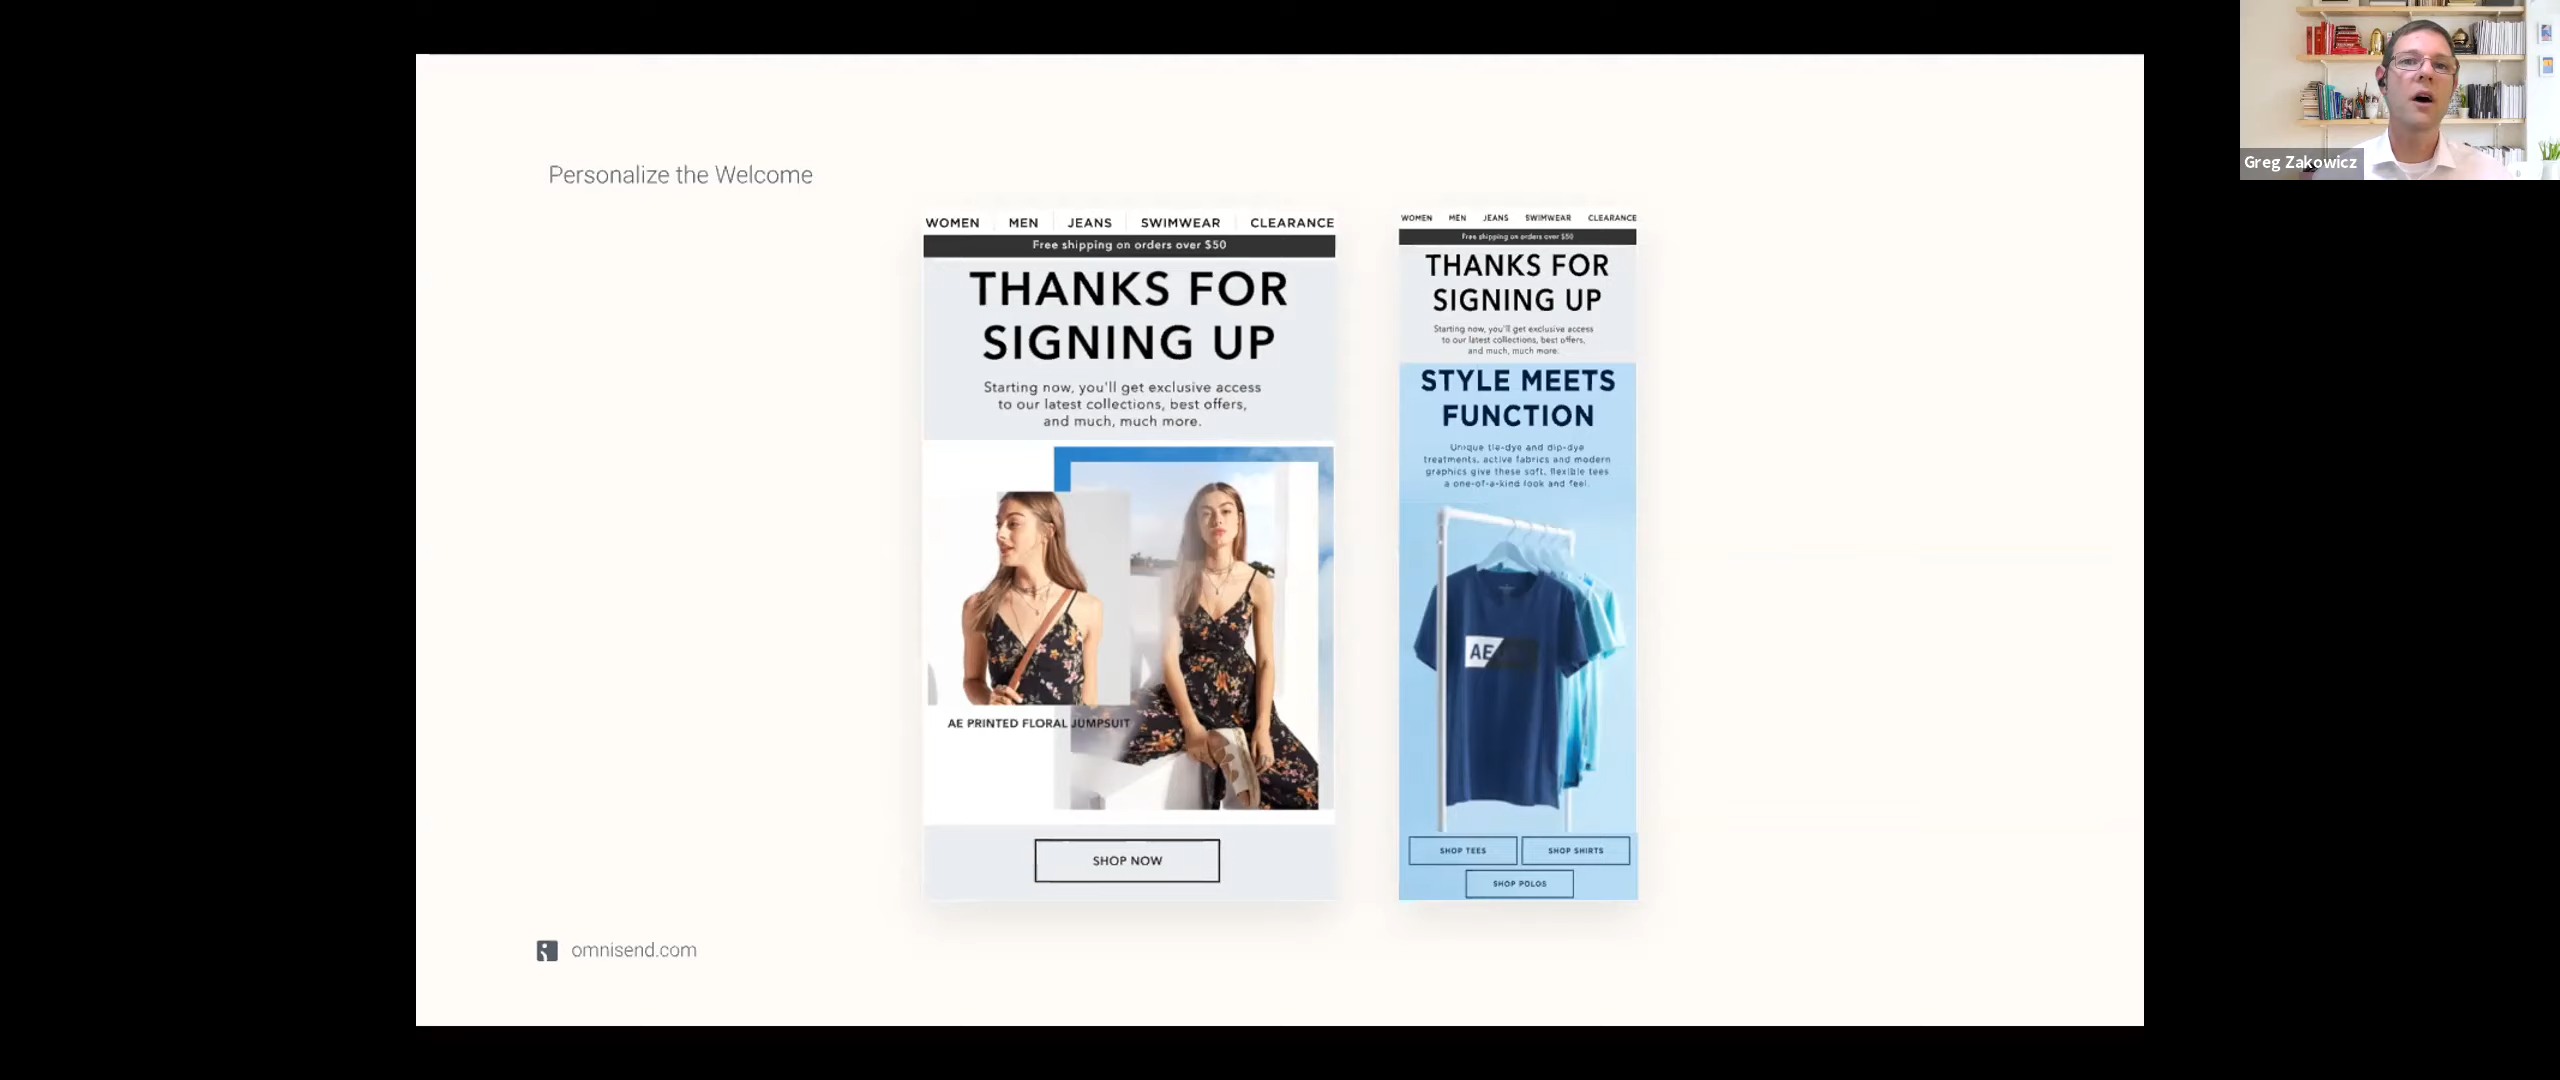 Greg Zakowicz
Personalize the Welcome
WOMEN MEN JEANS SWIMWEAR CLEARANCE
Free shipping on orders over $50
THANKS FOR
SIGNING UP
Starting now, you'll get exclusive access
to our latest collections, best offers,
and much, much more.
AE PRINTED FLORAL JUMPSUIT
SHOP NOW
WOMEN MEN JEANS SWIMWEAR CLEARANCE
Free shipping on orders over $50
THANKS FOR
SIGNING UP
Starting now, you'll get exclusive access
to our latest collections, best offers,
and much, much more.
STYLE MEETS
FUNCTION
Unique tie-dye and dip-dye
treatments, active fabrics and modern
graphics give these soft, flexible tees
a one-of-a-kind look and feel.
AE
SHOP TEES SHOP SHIRTS
SHOP POLOS
omnisend.com